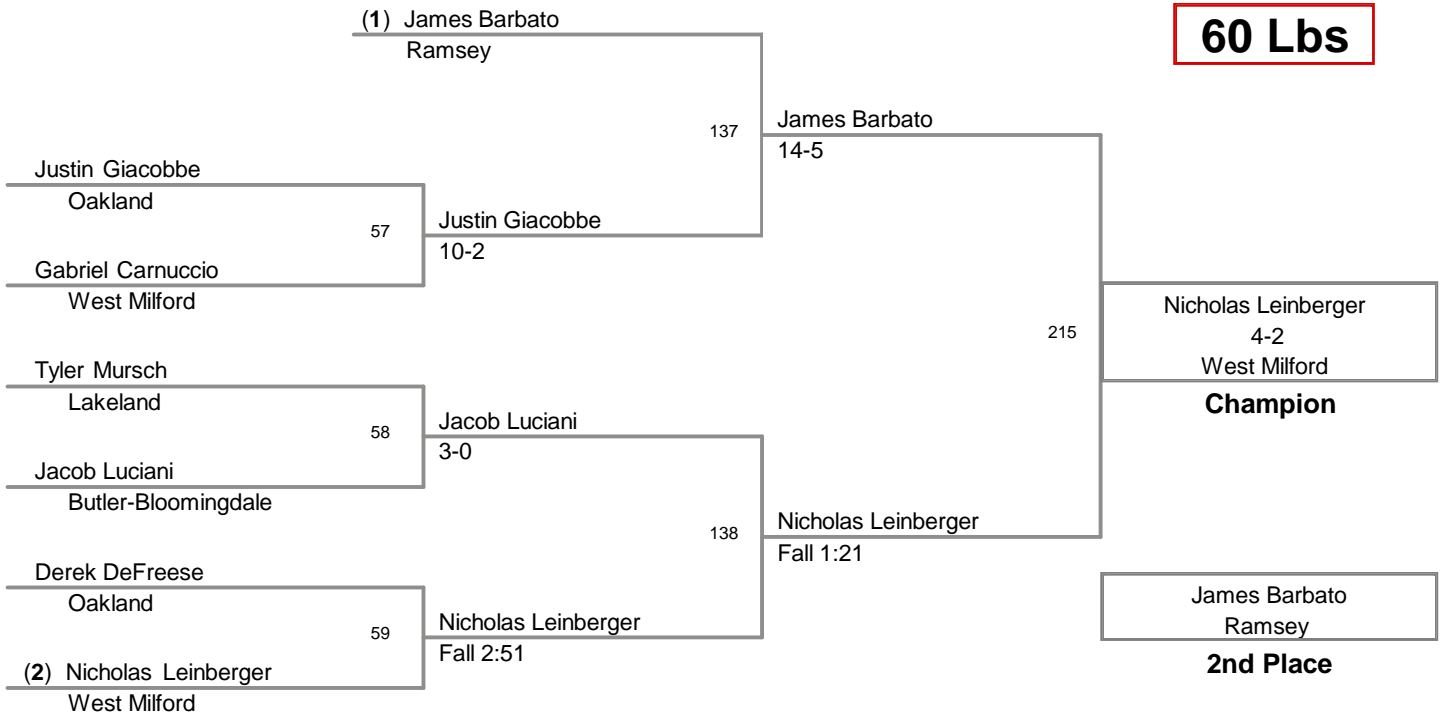 (1) James Barbato
Ramsey
60 Lbs
137
James Barbato
14-5
Justin Giacobbe
Oakland
57
Justin Giacobbe
10-2
Gabriel Carnuccio
West Milford
215
Nicholas Leinberger
4-2
West Milford
Champion
Tyler Mursch
Lakeland
58
Jacob Luciani
3-0
Jacob Luciani
Butler-Bloomingdale
138
Nicholas Leinberger
Fall 1:21
Derek DeFreese
Oakland
59
Nicholas Leinberger
Fall 2:51
(2) Nicholas Leinberger
West Milford
James Barbato
Ramsey
2nd Place